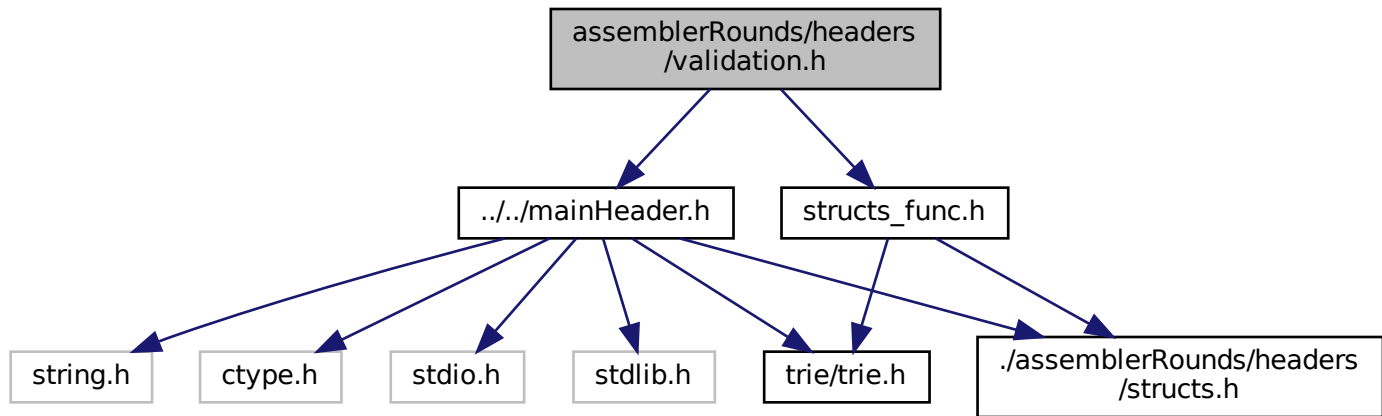 assemblerRounds/headers
/validation.h
../../mainHeader.h
structs_func.h
string.h
ctype.h
stdio.h
stdlib.h
trie/trie.h
./assemblerRounds/headers
/structs.h